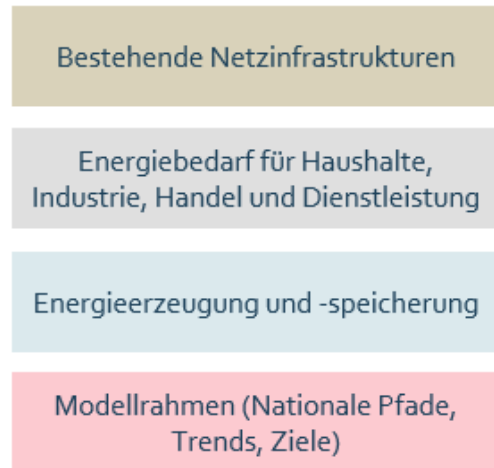 Bestehende Netzinfrastrukturen
Energiebedarf für Haushalte,
Industrie, Handel und Dienstleistung
Energieerzeugung und -speicherung
Modellrahmen (Nationale Pfade,
Trends, Ziele)